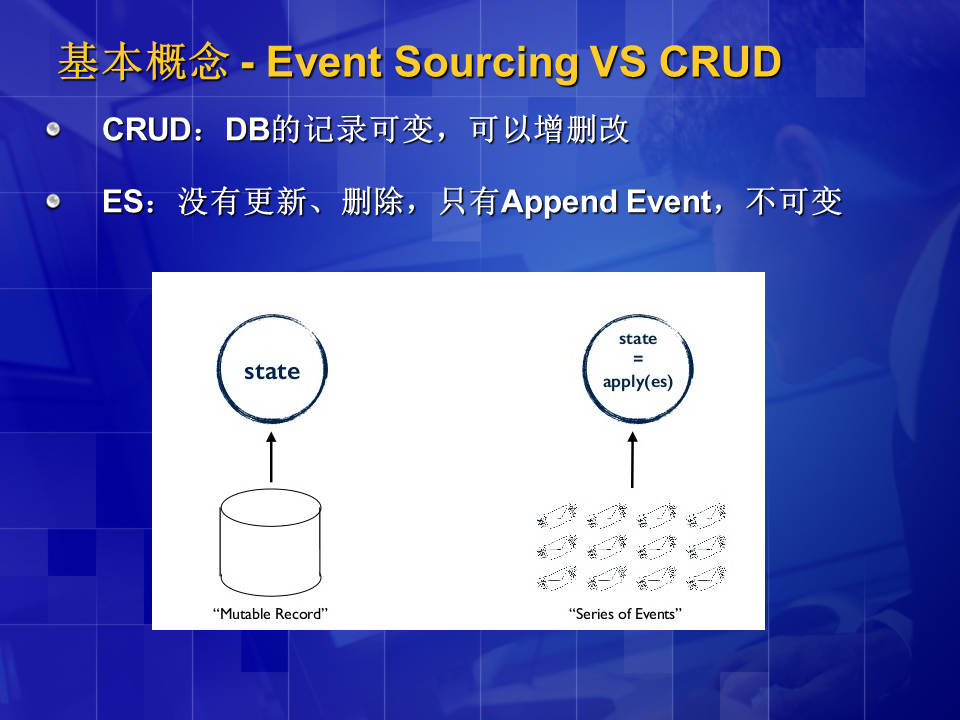 基本概念 - Event Sourcing VS CRUD
CRUD：DB的记录可变，可以增删改
ES：没有更新、删除，只有Append Event，不可变
state
state
=
apply(es)
“Mutable Record”
“Series of Events”